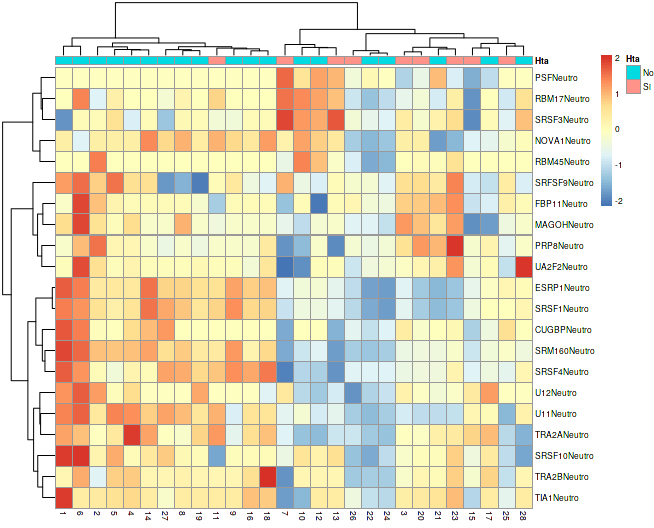 Hta
PSFNeutro
RBM17Neutro
SRSF3Neutro
NOVA1Neutro
RBM45Neutro
SRFSF9Neutro
FBP11Neutro
MAGOHNeutro
PRP8Neutro
UA2F2Neutro
ESRP1Neutro
SRSF1Neutro
CUGBPNeutro
SRM160Neutro
SRSF4Neutro
U12Neutro
U11Neutro
TRA2ANeutro
SRSF10Neutro
TRA2BNeutro
TIA1Neutro
1 6 2 5 4 14 27 8 19 11 9 16 18 7 10 12 13 26 22 24 3 20 21 23 15 17 25 28
2
1
0
-1
-2
Hta
No
SI